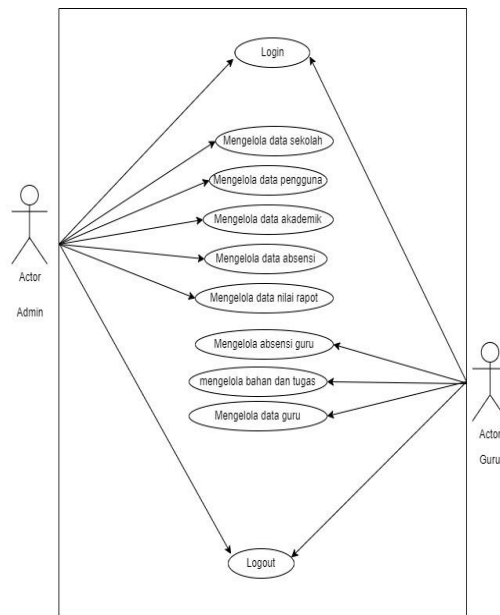 Login
Mengelola data sekolah
Mengelola data pengguna
Mengelola data akademik
Mengelola data absensi
Mengelola data nilai rapot
Actor
Admin
Mengelola absensi guru
mengelola bahan dan tugas
Mengelola data guru
Actor
Guru
Logout